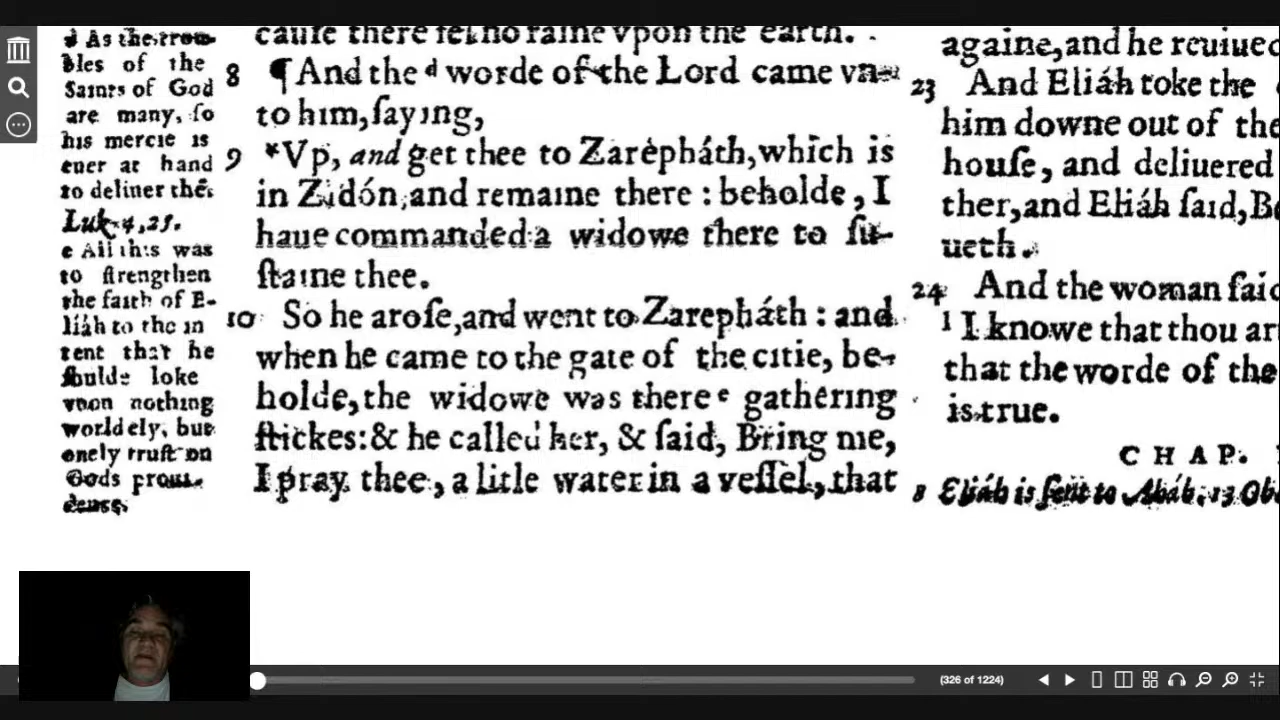 d As the trou-
bles of the
Saints of God
are many, ſo
his mercie is
euer at hand
to deliuer thē.
Luk. 4,25.
e All this was
to ſtrengthen
the faith of E-
liáh to the in
tent that he
ſhulde loke
vpon nothing
worldely, but
onely truſt on
Gods proui-
dence.
cauſe there fel no raine vpon the earth.
8 ¶And the d worde of the Lord came vn-
to him, ſaying,
9 *Vp, and get thee to Zarepháth, which is
in Zidón, and remaine there : beholde, I
haue commanded a widowe there to ſu-
ſtaine thee.
10 So he aroſe, and went to Zarepháth : and
when he came to the gate of the citie, be-
holde, the widowe was there e gathering
ſtickes: & he called her, & ſaid, Bring me,
I pray thee, a litle water in a veſſel, that
againe, and he reuiued
23 And Eliáh toke the
him downe out of the
houſe, and deliuered
ther, and Eliáh ſaid, Be
ueth.
24 And the woman ſaid
l I knowe that thou ar
that the worde of the
is true.
CHAP.
8 Eliáh is ſent to Aháb. 13 Ob
(326 of 1224)